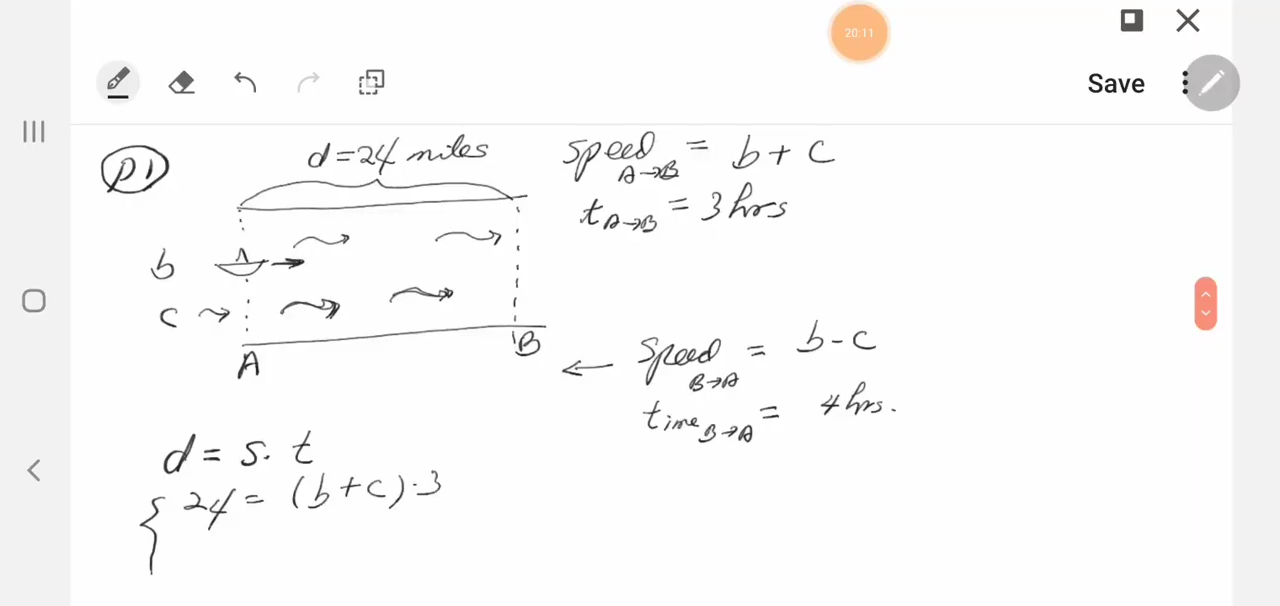 20:11
Save
P1
d = 24 miles
speed A→B = b + c
t A→B = 3 hrs
b
c
A
B
← Speed B→A = b - c
time B→A = 4 hrs.
d = s. t
{ 24 = (b + c) · 3